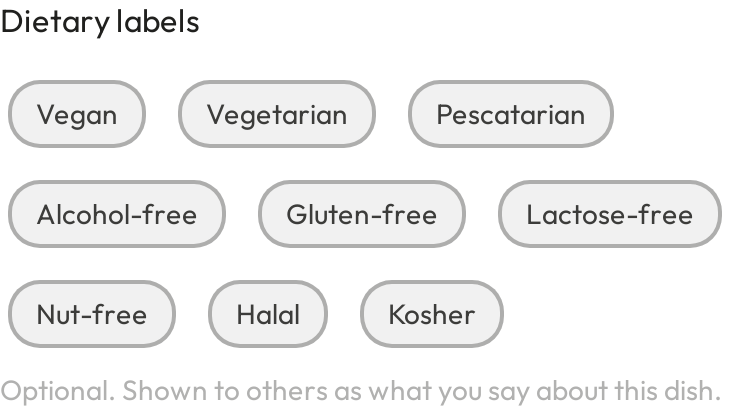 Dietary labels
Vegan Vegetarian Pescatarian
Alcohol-free Gluten-free Lactose-free
Nut-free Halal Kosher
Optional. Shown to others as what you say about this dish.